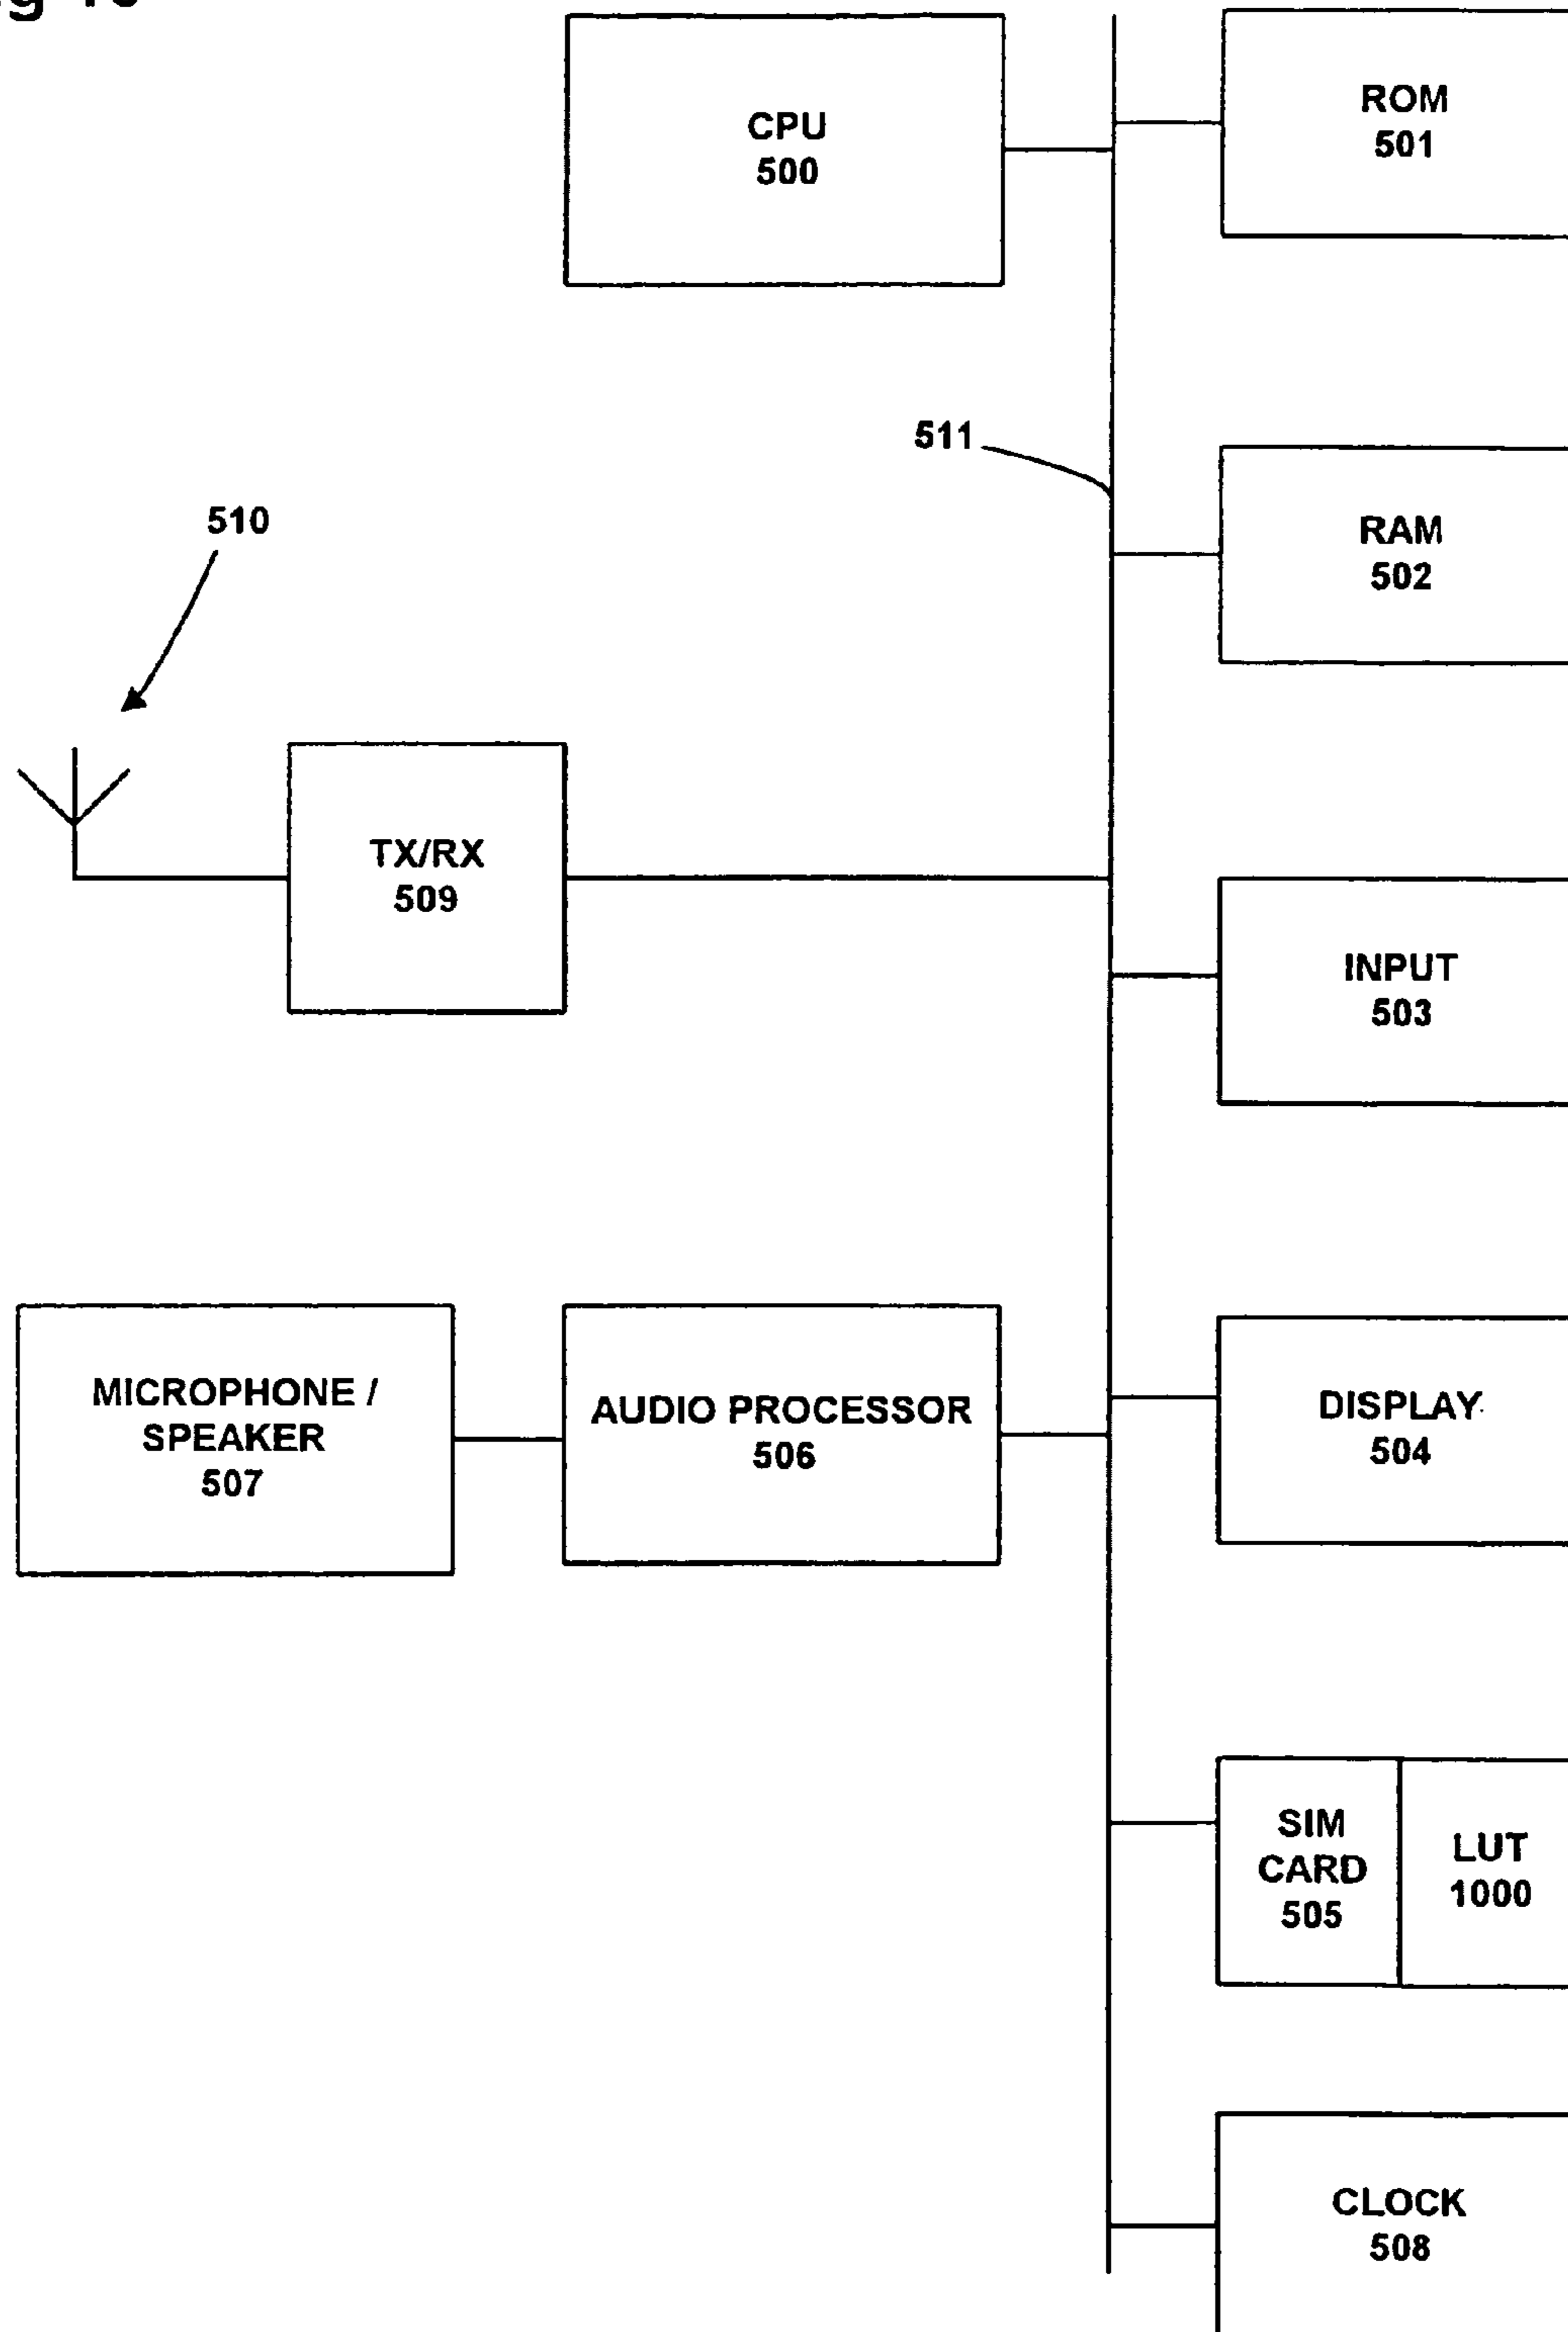 CPU
500
ROM
501
511
RAM
502
510
TX/RX
509
INPUT
503
MICROPHONE /
SPEAKER
507
AUDIO PROCESSOR
506
DISPLAY
504
SIM
CARD
505
LUT
1000
CLOCK
508